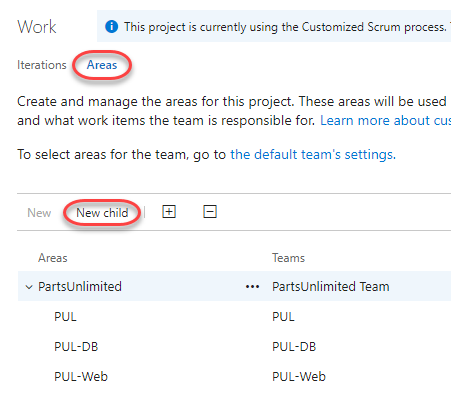 Work
This project is currently using the Customized Scrum process.
Iterations Areas
Create and manage the areas for this project. These areas will be used
and what work items the team is responsible for. Learn more about cus
To select areas for the team, go to the default team's settings.
New New child
Areas Teams
PartsUnlimited ••• PartsUnlimited Team
PUL PUL
PUL-DB PUL-DB
PUL-Web PUL-Web